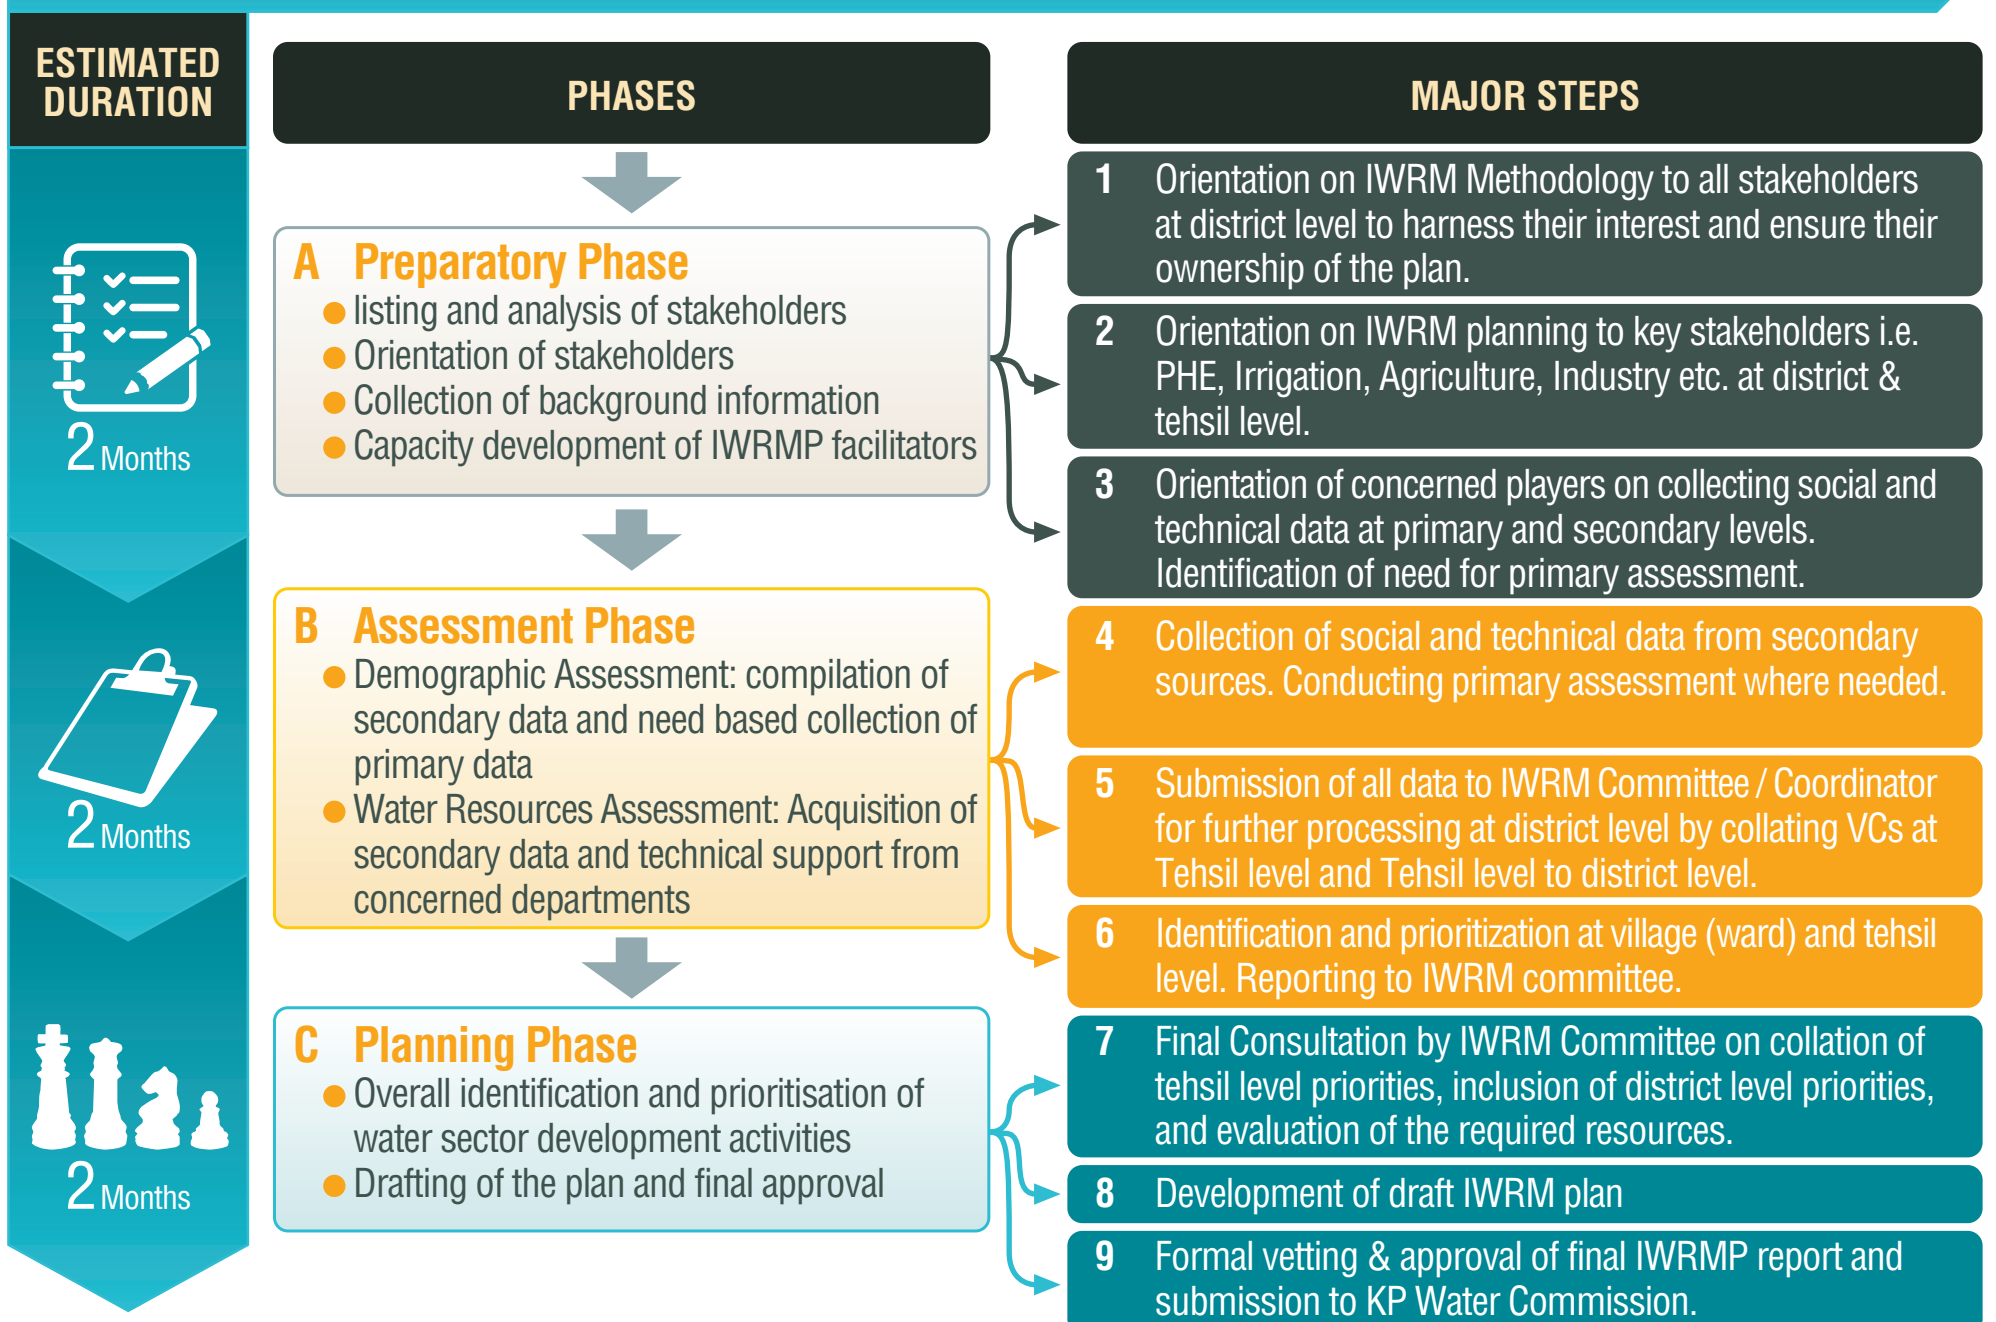 ESTIMATED
DURATION
PHASES
MAJOR STEPS
2 Months
A Preparatory Phase
listing and analysis of stakeholders
Orientation of stakeholders
Collection of background information
Capacity development of IWRMP facilitators
1 Orientation on IWRM Methodology to all stakeholders
at district level to harness their interest and ensure their
ownership of the plan.
2 Orientation on IWRM planning to key stakeholders i.e.
PHE, Irrigation, Agriculture, Industry etc. at district &
tehsil level.
3 Orientation of concerned players on collecting social and
technical data at primary and secondary levels.
Identification of need for primary assessment.
2 Months
B Assessment Phase
Demographic Assessment: compilation of
secondary data and need based collection of
primary data
Water Resources Assessment: Acquisition of
secondary data and technical support from
concerned departments
4 Collection of social and technical data from secondary
sources. Conducting primary assessment where needed.
5 Submission of all data to IWRM Committee / Coordinator
for further processing at district level by collating VCs at
Tehsil level and Tehsil level to district level.
6 Identification and prioritization at village (ward) and tehsil
level. Reporting to IWRM committee.
2 Months
C Planning Phase
Overall identification and prioritisation of
water sector development activities
Drafting of the plan and final approval
7 Final Consultation by IWRM Committee on collation of
tehsil level priorities, inclusion of district level priorities,
and evaluation of the required resources.
8 Development of draft IWRM plan
9 Formal vetting & approval of final IWRMP report and
submission to KP Water Commission.